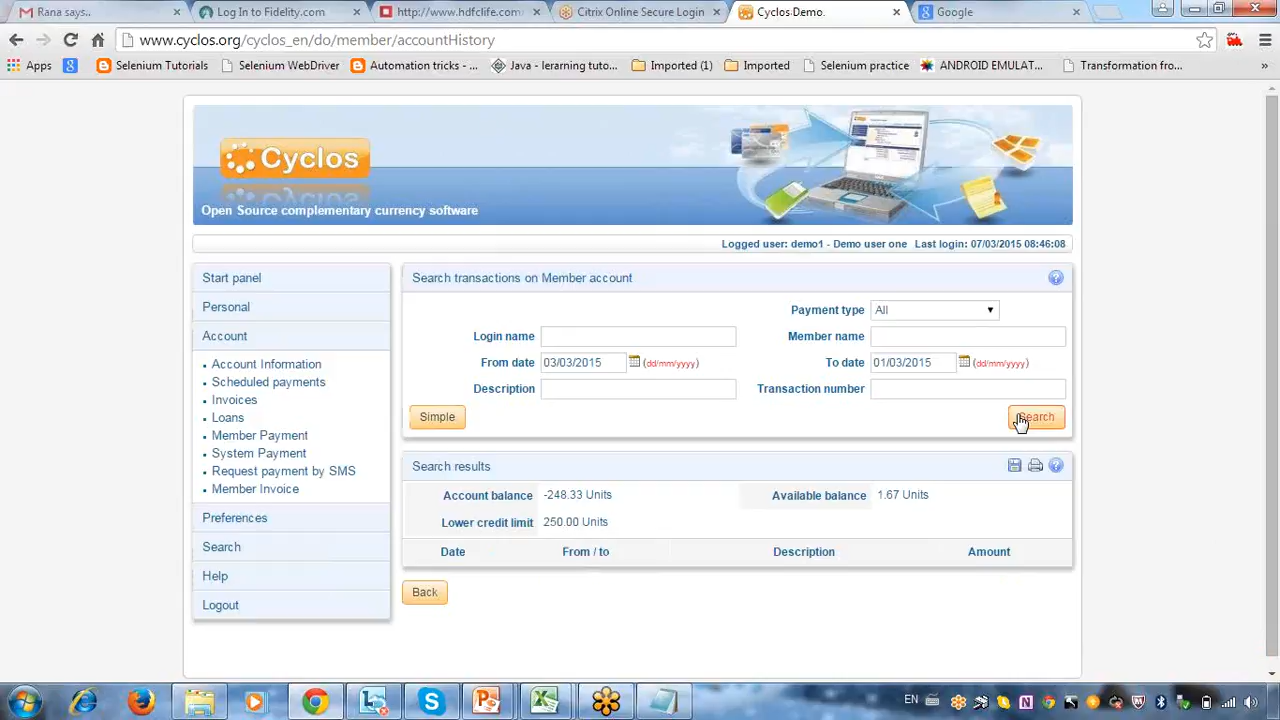 Rana says..
Log In to Fidelity.com
http://www.hdfclife.com
Citrix Online Secure Login
Cyclos Demo
Google
www.cyclos.org/cyclos_en/do/member/accountHistory
Apps
Selenium Tutorials
Selenium WebDriver
Automation tricks - ...
Java - learning tuto...
Imported (1)
Imported
Selenium practice
ANDROID EMULAT...
Transformation fro...
Cyclos
Open Source complementary currency software
Logged user: demo1 - Demo user one Last login: 07/03/2015 08:46:08
Start panel
Personal
Account
Account Information
Scheduled payments
Invoices
Loans
Member Payment
System Payment
Request payment by SMS
Member Invoice
Preferences
Search
Help
Logout
Search transactions on Member account
Payment type All
Login name Member name
From date 03/03/2015 (dd/mm/yyyy) To date 01/03/2015 (dd/mm/yyyy)
Description Transaction number
Simple Search
Search results
Account balance -248.33 Units Available balance 1.67 Units
Lower credit limit 250.00 Units
Date From / to Description Amount
Back
EN